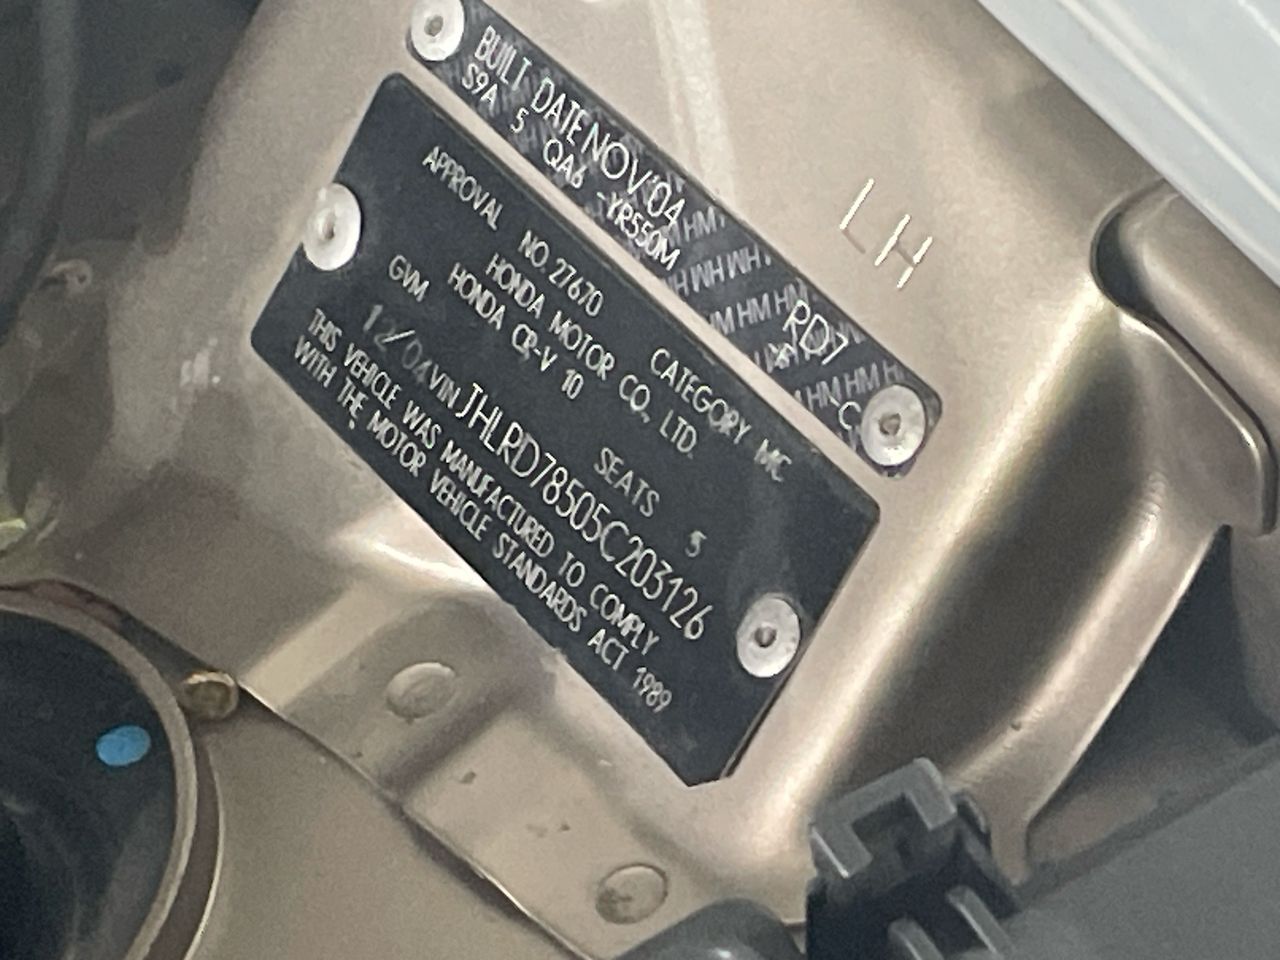 BUILT DATE NOV'04
S9A 5 QA6 -YR550M
RD7
C
LH
APPROVAL NO. 27670 CATEGORY MC
HONDA MOTOR CO., LTD.
HONDA CR-V 10
GVM SEATS 5
12/04 VIN JHLRD78505C203126
THIS VEHICLE WAS MANUFACTURED TO COMPLY
WITH THE MOTOR VEHICLE STANDARDS ACT 1989